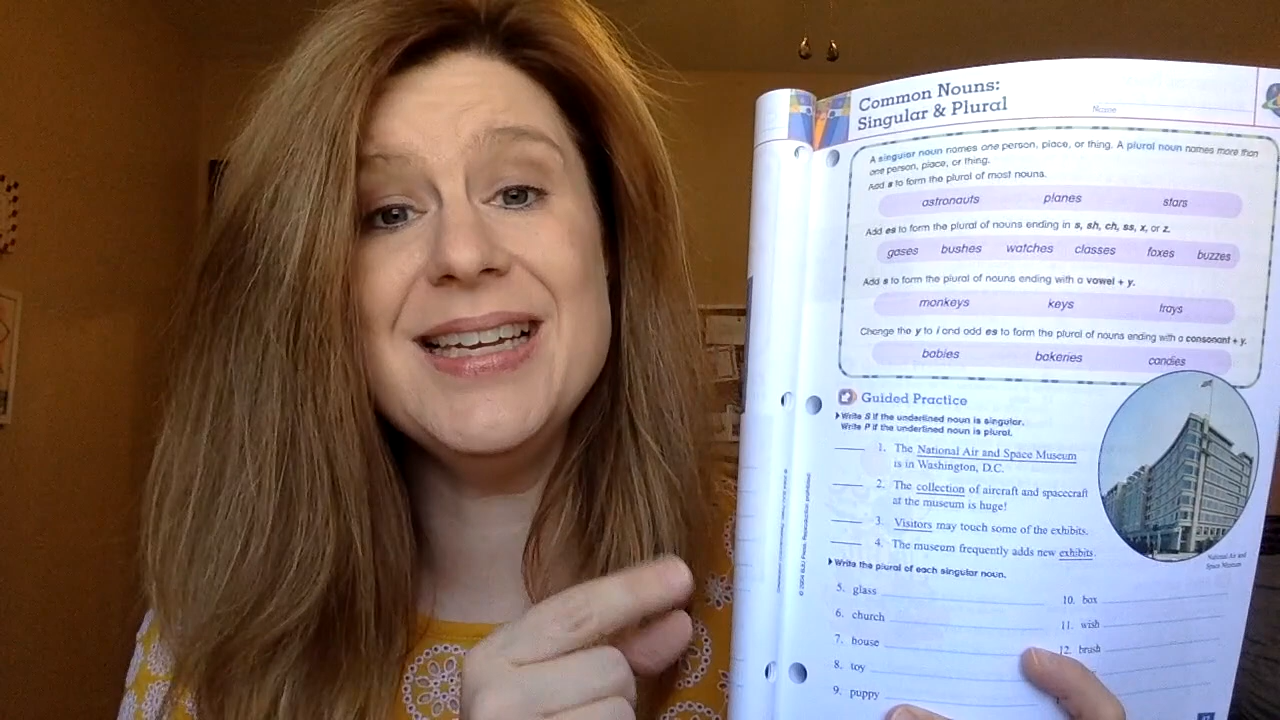 Common Nouns:
Singular & Plural
Name
A singular noun names one person, place, or thing. A plural noun names more than
one person, place, or thing.
Add s to form the plural of most nouns.
astronauts planes stars
Add es to form the plural of nouns ending in s, sh, ch, ss, x, or z.
gases bushes watches classes foxes buzzes
Add s to form the plural of nouns ending with a vowel + y.
monkeys keys trays
Change the y to i and add es to form the plural of nouns ending with a consonant + y.
babies bakeries candies
Guided Practice
Write S if the underlined noun is singular.
Write P if the underlined noun is plural.
1. The National Air and Space Museum
is in Washington, D.C.
2. The collection of aircraft and spacecraft
at the museum is huge!
3. Visitors may touch some of the exhibits.
4. The museum frequently adds new exhibits.
National Air and
Space Museum
Write the plural of each singular noun.
5. glass
6. church
7. house
8. toy
9. puppy
10. box
11. wish
12. brush